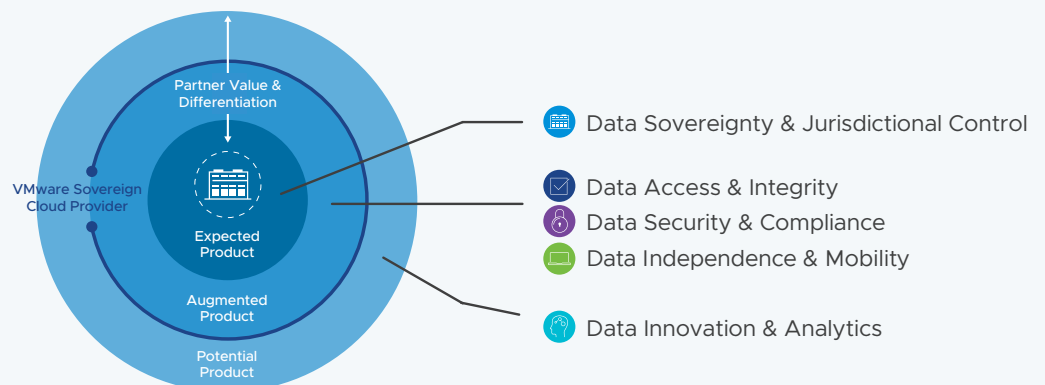 Partner Value &
Differentiation
VMware Sovereign
Cloud Provider
Expected
Product
Augmented
Product
Potential
Product
Data Sovereignty & Jurisdictional Control
Data Access & Integrity
Data Security & Compliance
Data Independence & Mobility
Data Innovation & Analytics